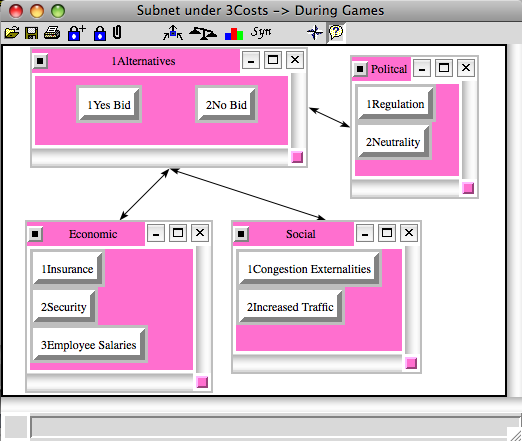 Subnet under 3Costs -> During Games
Syn
1Alternatives
1Yes Bid
2No Bid
Politcal
1Regulation
2Neutrality
Economic
1Insurance
2Security
3Employee Salaries
Social
1Congestion Externalities
2Increased Traffic